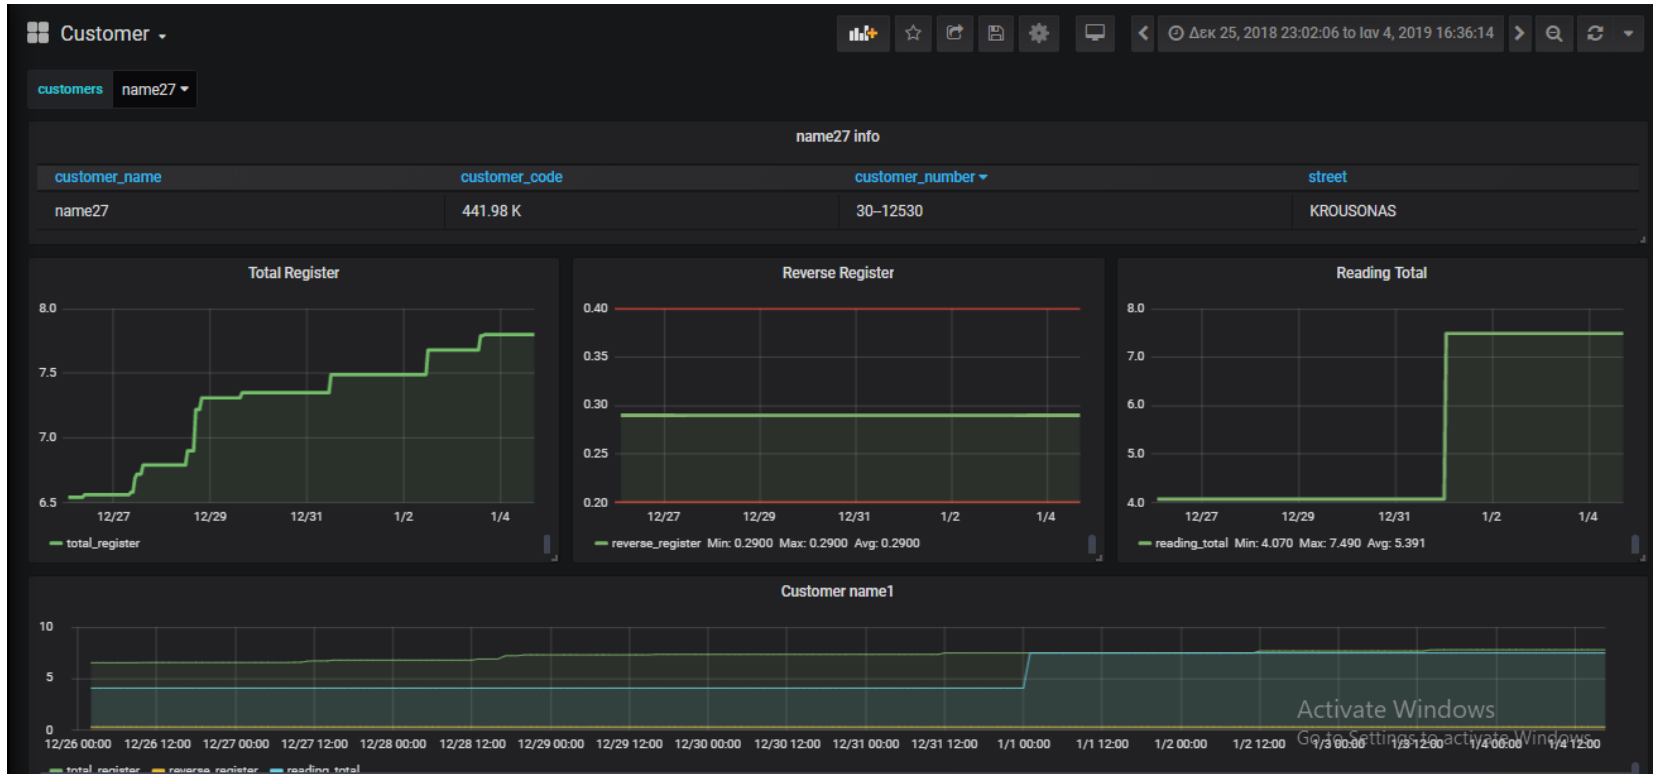 Customer
Δεκ 25, 2018 23:02:06 to Ιαν 4, 2019 16:36:14
customers name27
name27 info
customer_name customer_code customer_number street
name27 441.98 K 30–12530 KROUSONAS
Total Register
8.0
7.5
7.0
6.5
12/27 12/29 12/31 1/2 1/4
total_register
Reverse Register
0.40
0.35
0.30
0.25
0.20
12/27 12/29 12/31 1/2 1/4
reverse_register Min: 0.2900 Max: 0.2900 Avg: 0.2900
Reading Total
8.0
7.0
6.0
5.0
4.0
12/27 12/29 12/31 1/2 1/4
reading_total Min: 4.070 Max: 7.490 Avg: 5.391
Customer name1
10
5
0
12/26 00:00 12/26 12:00 12/27 00:00 12/27 12:00 12/28 00:00 12/28 12:00 12/29 00:00 12/29 12:00 12/30 00:00 12/30 12:00 12/31 00:00 12/31 12:00 1/1 00:00 1/1 12:00 1/2 00:00 1/2 12:00 1/3 00:00 1/3 12:00 1/4 00:00 1/4 12:00
total_register reverse_register reading_total
Activate Windows
Go to Settings to activate Windows.